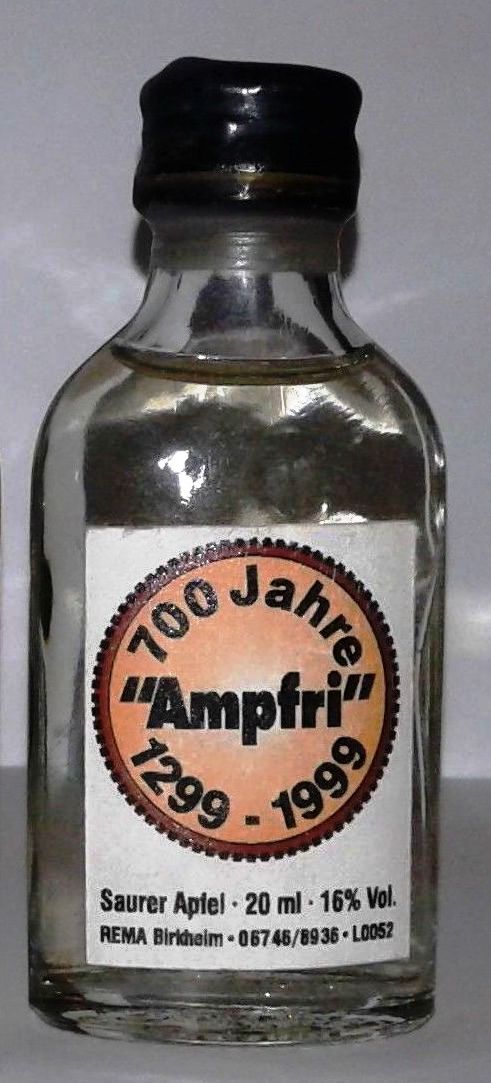 700 Jahre
"Ampfri"
1299 - 1999
Saurer Apfel · 20 ml · 16% Vol.
REMA Birkheim · 06746/8936 · L0052